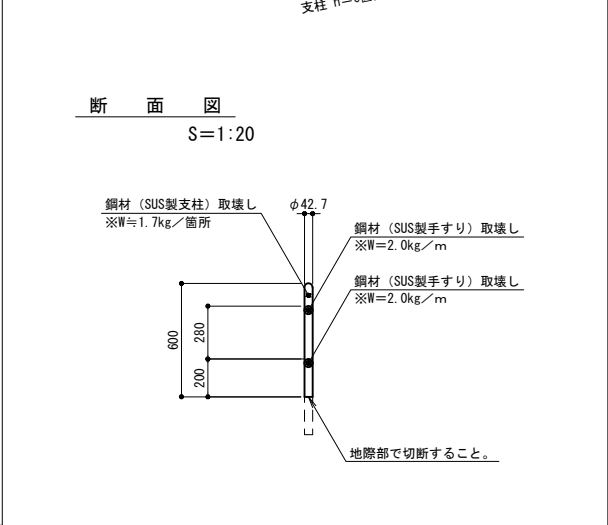 支柱
断面図
S=1:20
鋼材（SUS製支柱）取壊し
※W≒1.7kg／箇所
φ42.7
鋼材（SUS製手すり）取壊し
※W=2.0kg／m
鋼材（SUS製手すり）取壊し
※W=2.0kg／m
600
280
200
地際部で切断すること。